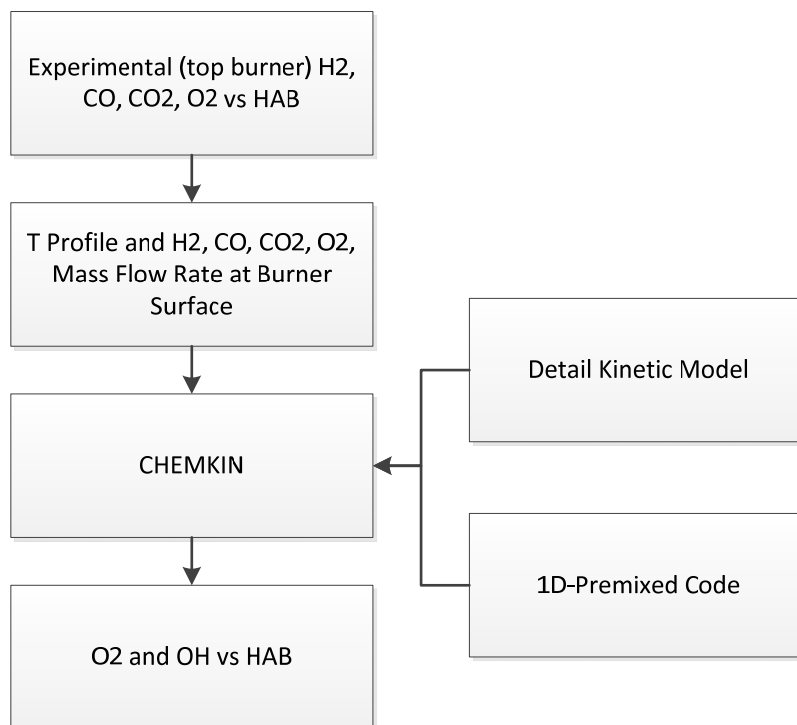 Experimental (top burner) H2,
CO, CO2, O2 vs HAB
T Profile and H2, CO, CO2, O2,
Mass Flow Rate at Burner
Surface
Detail Kinetic Model
CHEMKIN
1D-Premixed Code
O2 and OH vs HAB